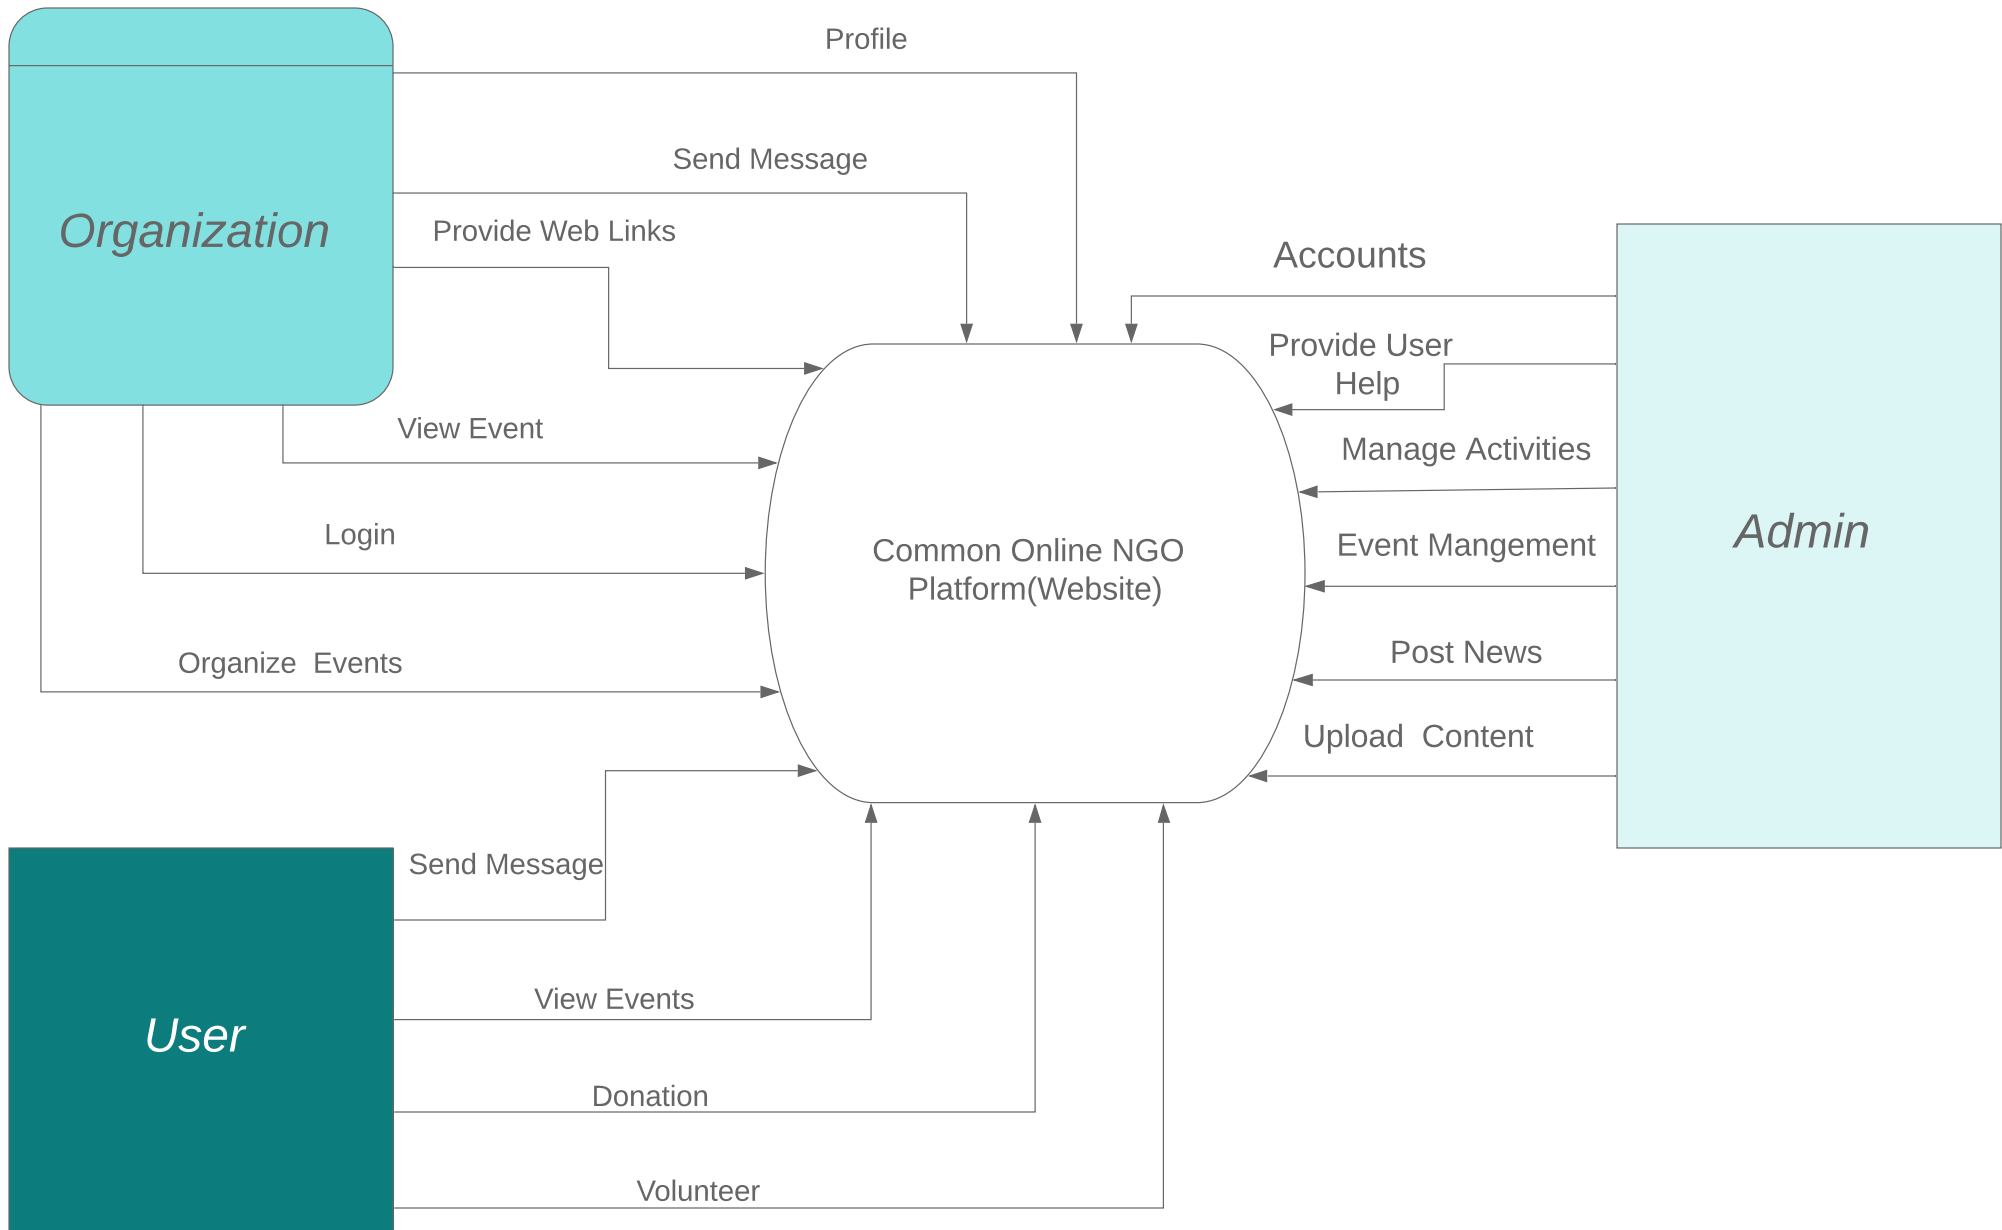 Profile
Send Message
Organization
Provide Web Links
Accounts
Provide User
Help
View Event
Manage Activities
Login
Common Online NGO
Platform(Website)
Admin
Event Mangement
Organize  Events
Post News
Upload  Content
Send Message
View Events
User
Donation
Volunteer